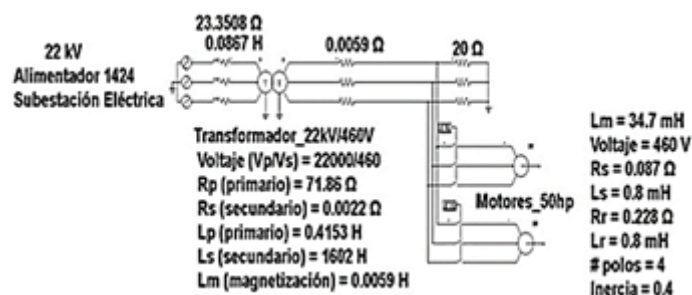 23.3508 Ω
0.0867 H
0.0059 Ω
20 Ω
22 kV
Alimentador 1424
Subestación Eléctrica
Transformador_22kV/460V
Voltaje (Vp/Vs) = 22000/460
Rp (primario) = 71.86 Ω
Rs (secundario) = 0.0022 Ω
Lp (primario) = 0.4153 H
Ls (secundario) = 1602 H
Lm (magnetización) = 0.0059 H
Motores_50hp
Lm = 34.7 mH
Voltaje = 460 V
Rs = 0.087 Ω
Ls = 0.8 mH
Rr = 0.228 Ω
Lr = 0.8 mH
# polos = 4
Inercia = 0.4